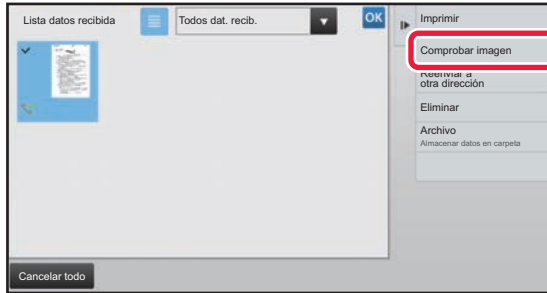 Lista datos recibida
Todos dat. recib.
OK
Imprimir
Comprobar imagen
Reenviar a
otra dirección
Eliminar
Archivo
Almacenar datos en carpeta
Cancelar todo